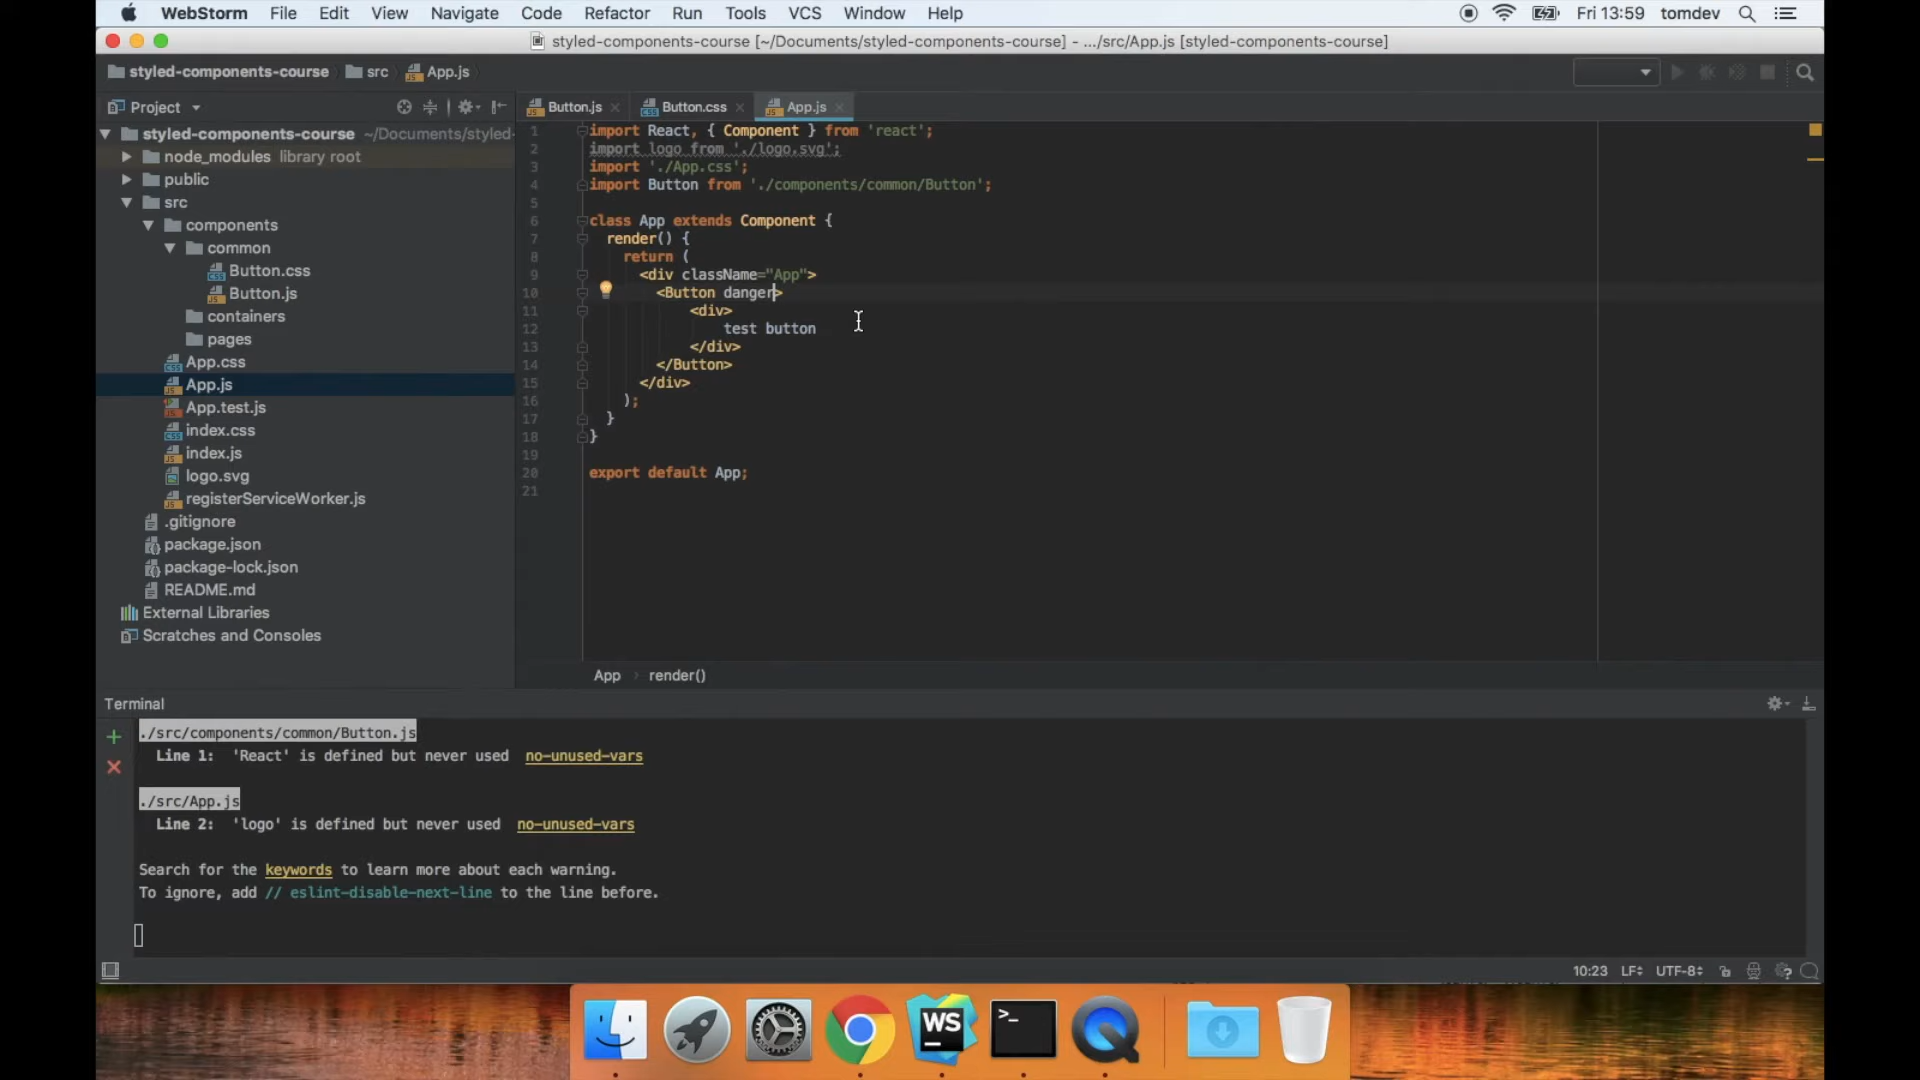 WebStorm File Edit View Navigate Code Refactor Run Tools VCS Window Help Fri 13:59 tomdev
styled-components-course [~/Documents/styled-components-course] - .../src/App.js [styled-components-course]
styled-components-course src App.js
Project
Button.js Button.css App.js
styled-components-course ~/Documents/styled-
node_modules library root
public
src
components
common
Button.css
Button.js
containers
pages
App.css
App.js
App.test.js
index.css
index.js
logo.svg
registerServiceWorker.js
.gitignore
package.json
package-lock.json
README.md
External Libraries
Scratches and Consoles
1 import React, { Component } from 'react';
2 import logo from './logo.svg';
3 import './App.css';
4 import Button from './components/common/Button';
5
6 class App extends Component {
7 render() {
8 return (
9 <div className="App">
10 <Button danger>
11 <div>
12 test button
13 </div>
14 </Button>
15 </div>
16 );
17 }
18 }
19
20 export default App;
21
App › render()
Terminal
./src/components/common/Button.js
Line 1: 'React' is defined but never used no-unused-vars
./src/App.js
Line 2: 'logo' is defined but never used no-unused-vars
Search for the keywords to learn more about each warning.
To ignore, add // eslint-disable-next-line to the line before.
10:23 LF UTF-8
WS
>_